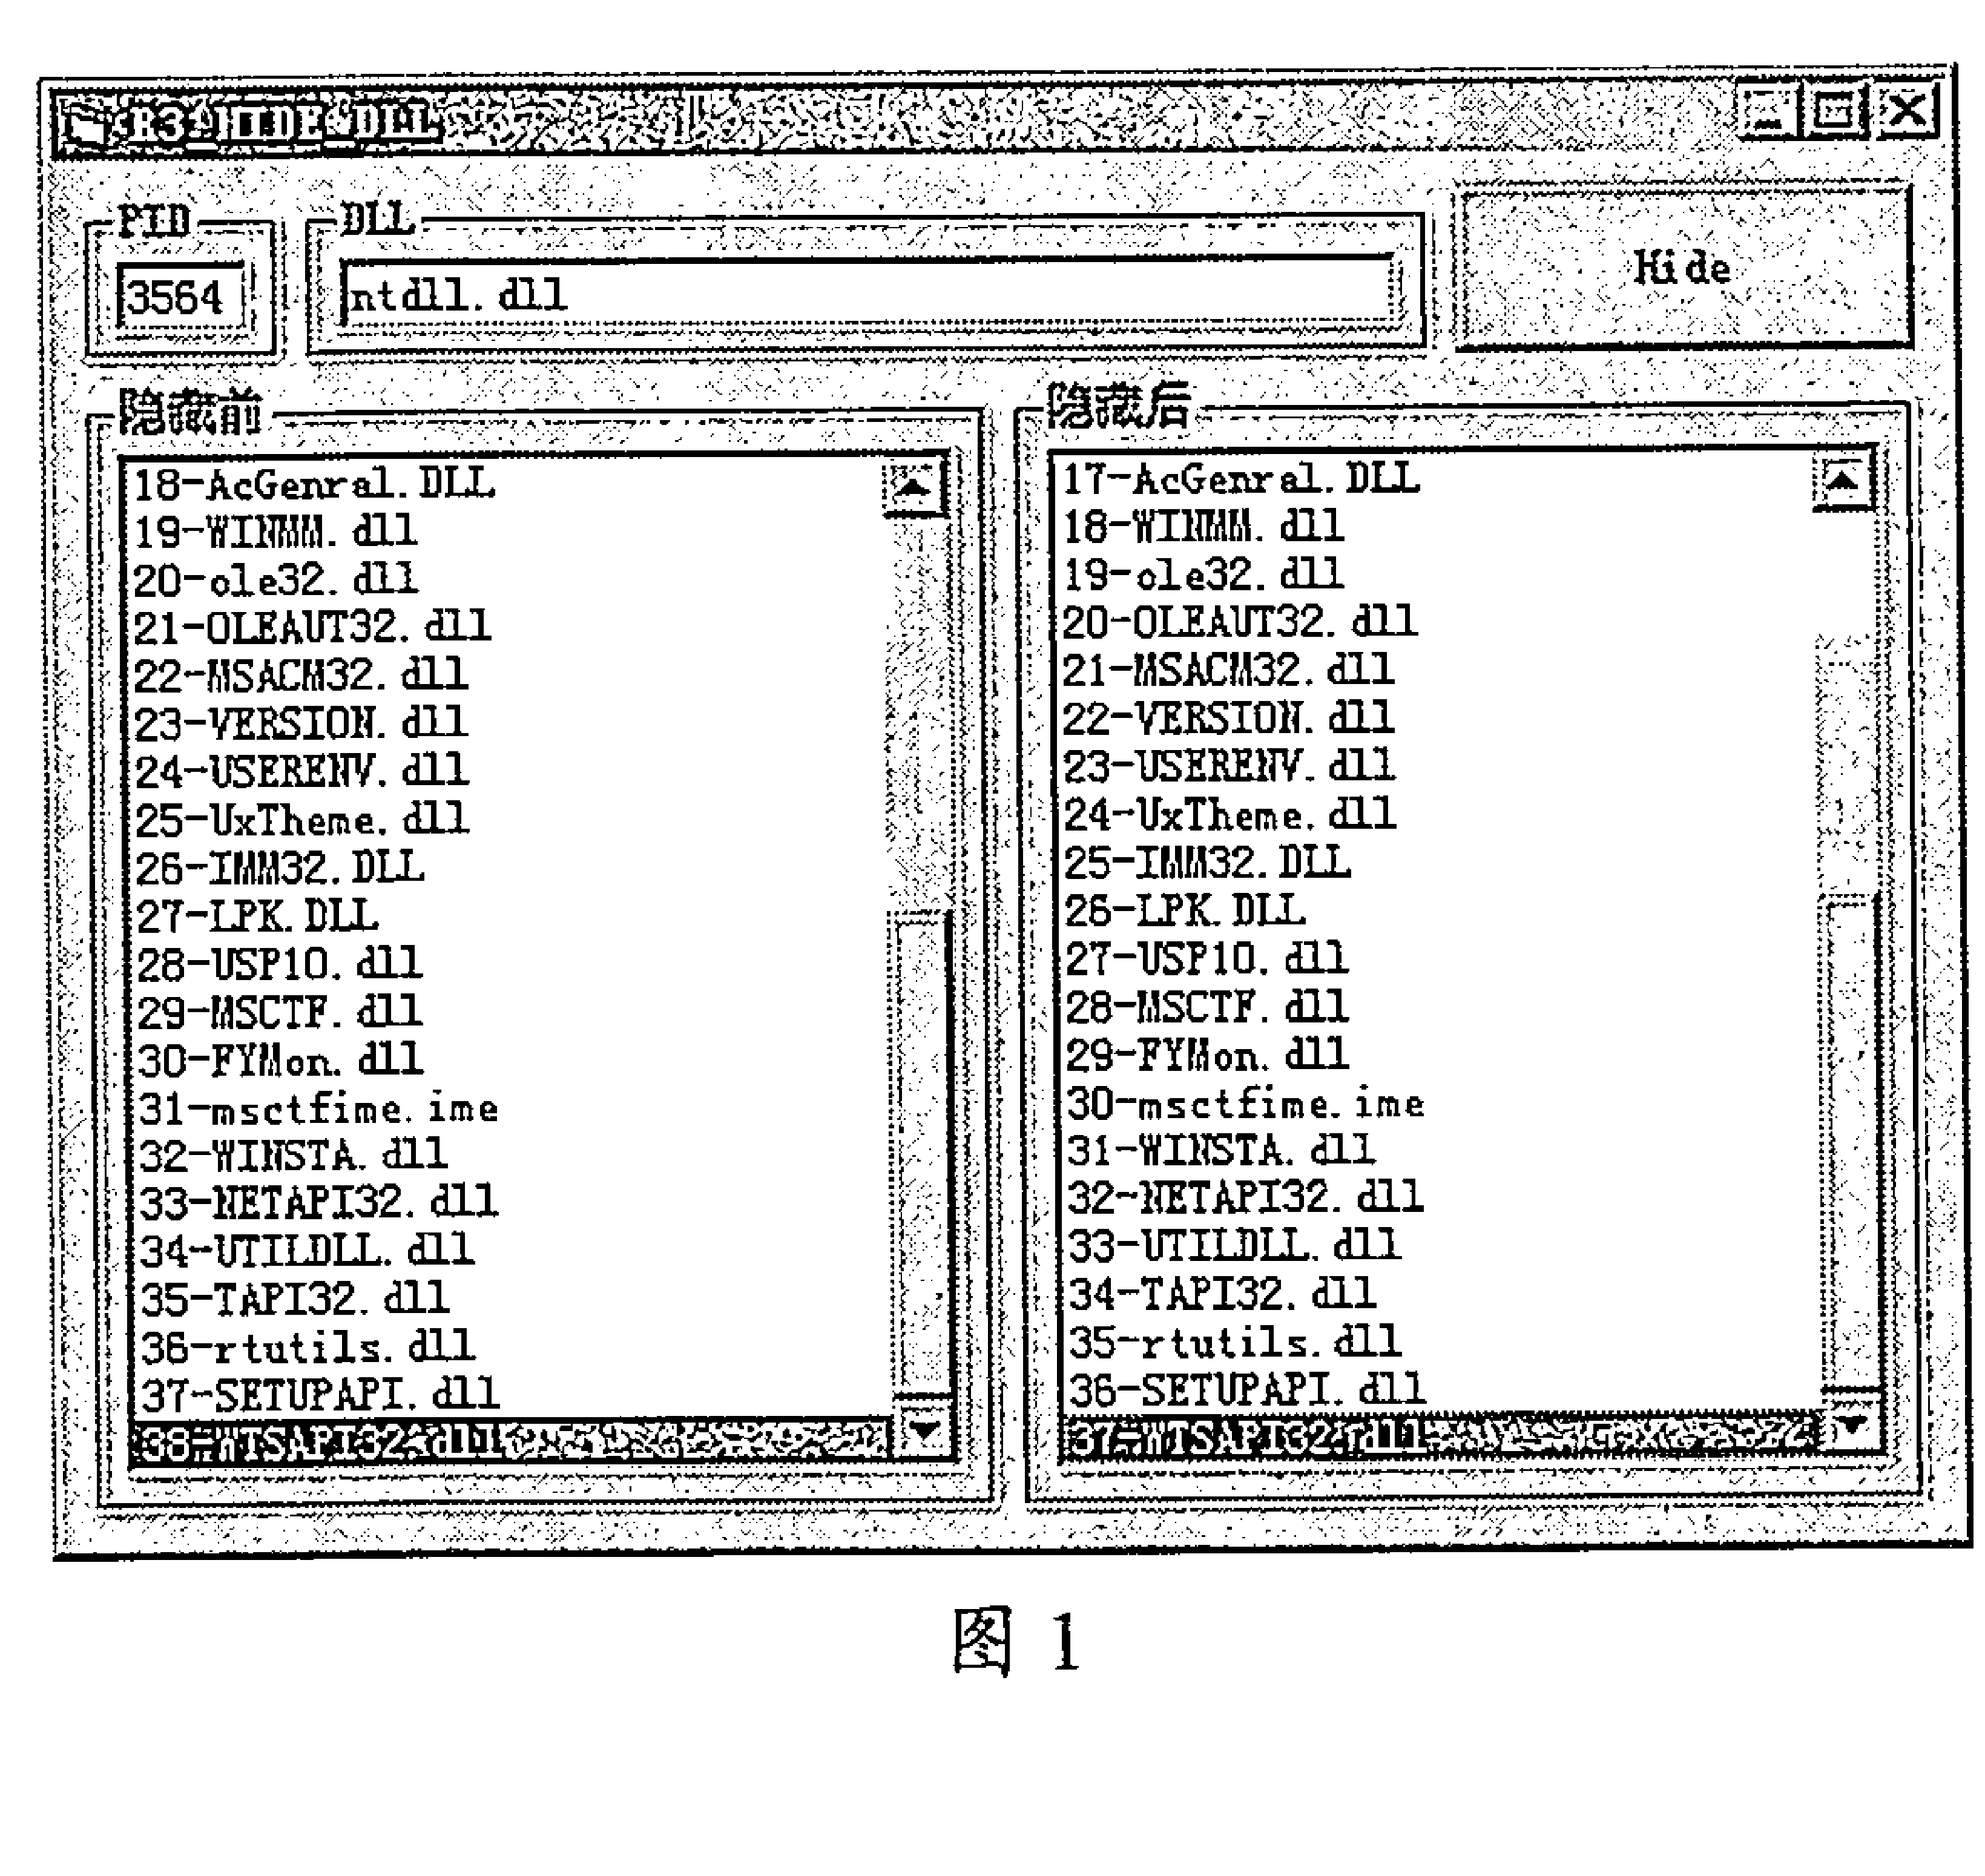 R3_HIDE_DLL
PID
DLL
3564
ntdll.dll
Hide
隐藏前
18-AcGenral.DLL
19-WINMM.dll
20-ole32.dll
21-OLEAUT32.dll
22-MSACM32.dll
23-VERSION.dll
24-USERENV.dll
25-UxTheme.dll
26-IMM32.DLL
27-LPK.DLL
28-USP10.dll
29-MSCTF.dll
30-FYMon.dll
31-msctfime.ime
32-WINSTA.dll
33-NETAPI32.dll
34-UTILDLL.dll
35-TAPI32.dll
36-rtutils.dll
37-SETUPAPI.dll
38-WTSAPI32.dll
隐藏后
17-AcGenral.DLL
18-WINMM.dll
19-ole32.dll
20-OLEAUT32.dll
21-MSACM32.dll
22-VERSION.dll
23-USERENV.dll
24-UxTheme.dll
25-IMM32.DLL
26-LPK.DLL
27-USP10.dll
28-MSCTF.dll
29-FYMon.dll
30-msctfime.ime
31-WINSTA.dll
32-NETAPI32.dll
33-UTILDLL.dll
34-TAPI32.dll
35-rtutils.dll
36-SETUPAPI.dll
37-WTSAPI32.dll
图 1